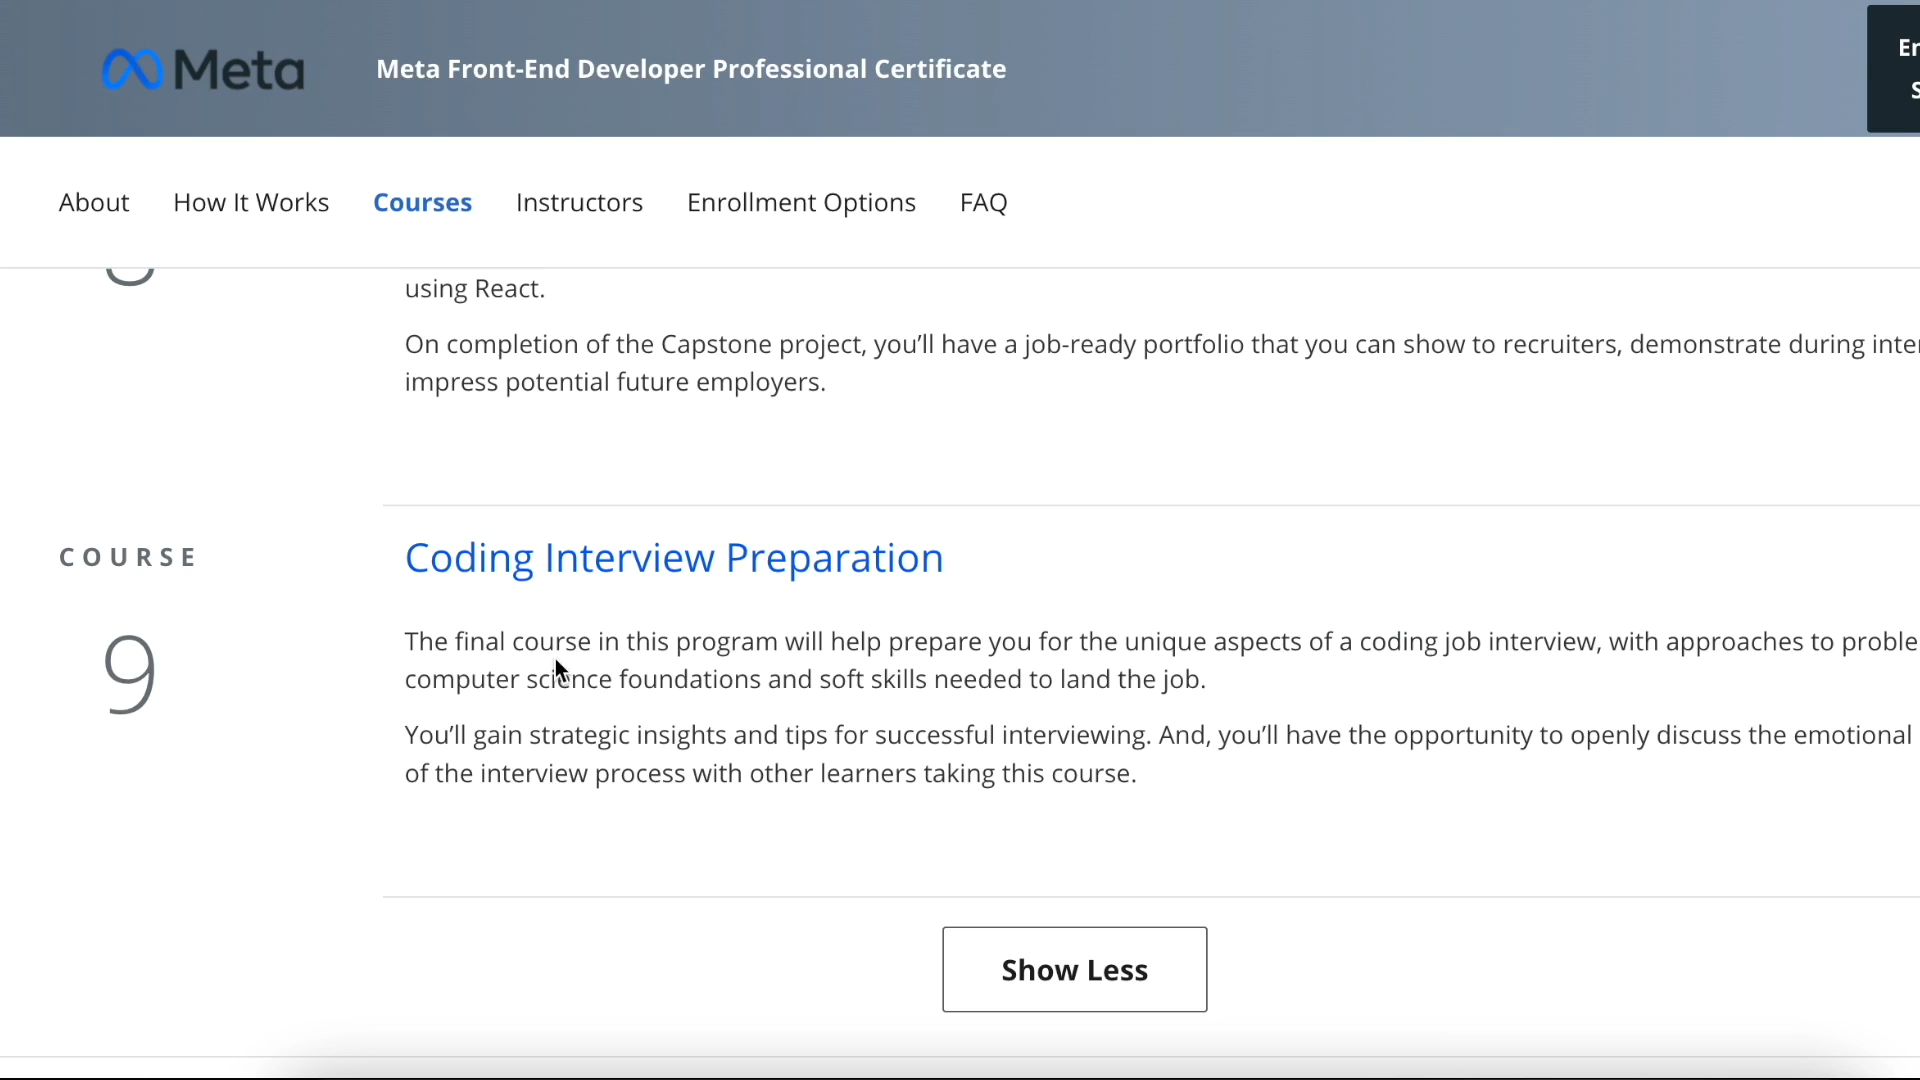 Meta
Meta Front-End Developer Professional Certificate
About
How It Works
Courses
Instructors
Enrollment Options
FAQ
using React.
On completion of the Capstone project, you’ll have a job-ready portfolio that you can show to recruiters, demonstrate during
impress potential future employers.
COURSE
9
Coding Interview Preparation
The final course in this program will help prepare you for the unique aspects of a coding job interview, with approaches to
computer science foundations and soft skills needed to land the job.
You’ll gain strategic insights and tips for successful interviewing. And, you’ll have the opportunity to openly discuss the emotional
of the interview process with other learners taking this course.
Show Less